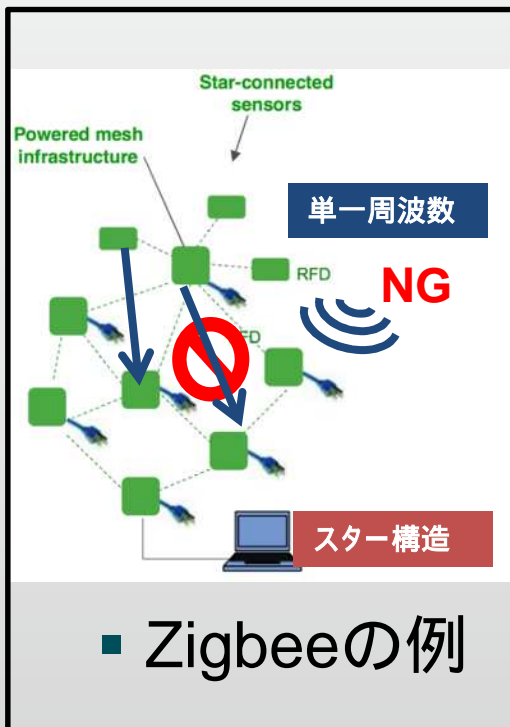 Star-connected
sensors
Powered mesh
infrastructure
単一周波数
RFD
NG
スター構造
▪ Zigbeeの例